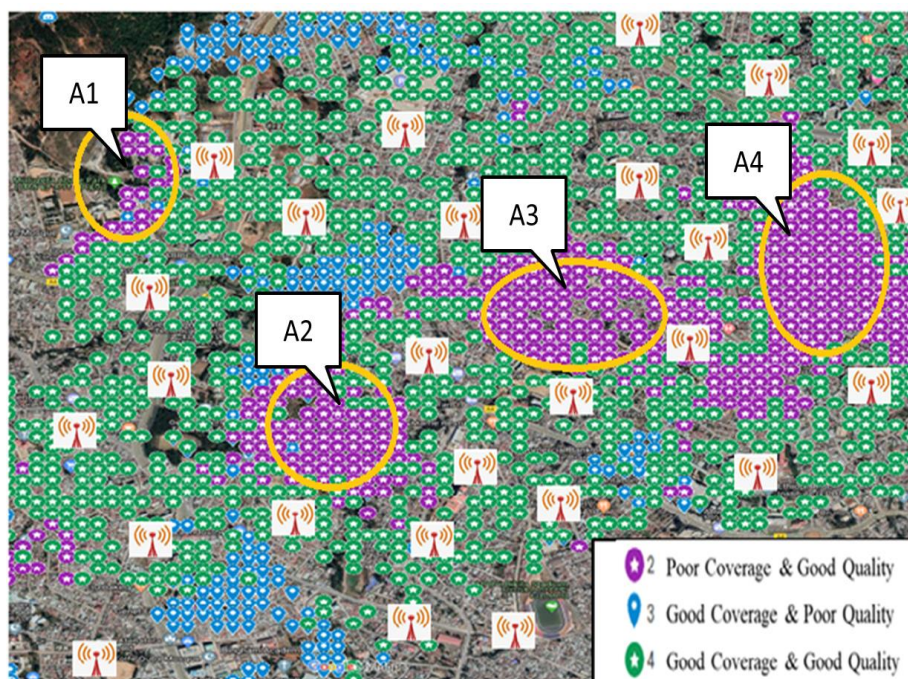 A1
A4
A3
A2
2 Poor Coverage & Good Quality
3 Good Coverage & Poor Quality
4 Good Coverage & Good Quality